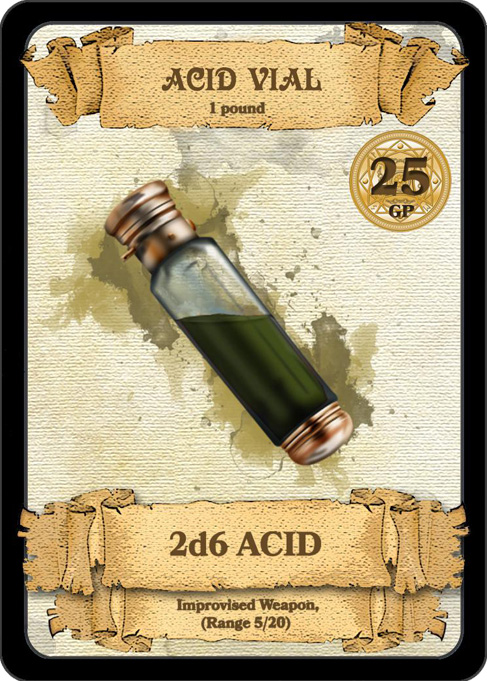 ACID VIAL
1 pound
25
GP
2d6 ACID
Improvised Weapon,
(Range 5/20)